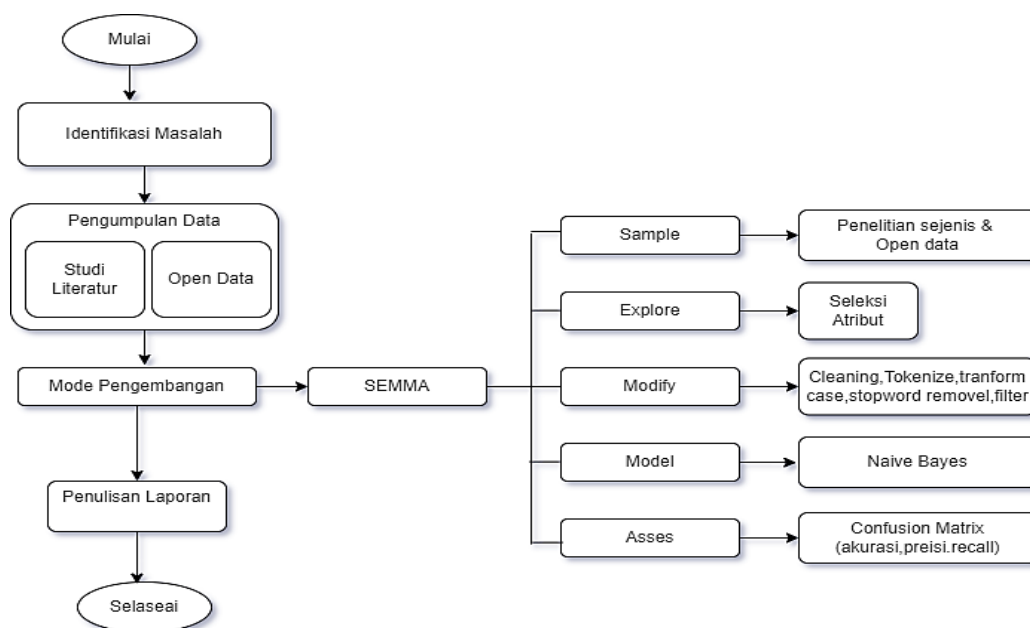 Mulai
Identifikasi Masalah
Pengumpulan Data
Studi
Literatur
Open Data
Mode Pengembangan
SEMMA
Penulisan Laporan
Selaseai
Sample
Penelitian sejenis &
Open data
Explore
Seleksi
Atribut
Modify
Cleaning,Tokenize,tranform
case,stopword removel,filter
Model
Naive Bayes
Asses
Confusion Matrix
(akurasi,preisi.recall)